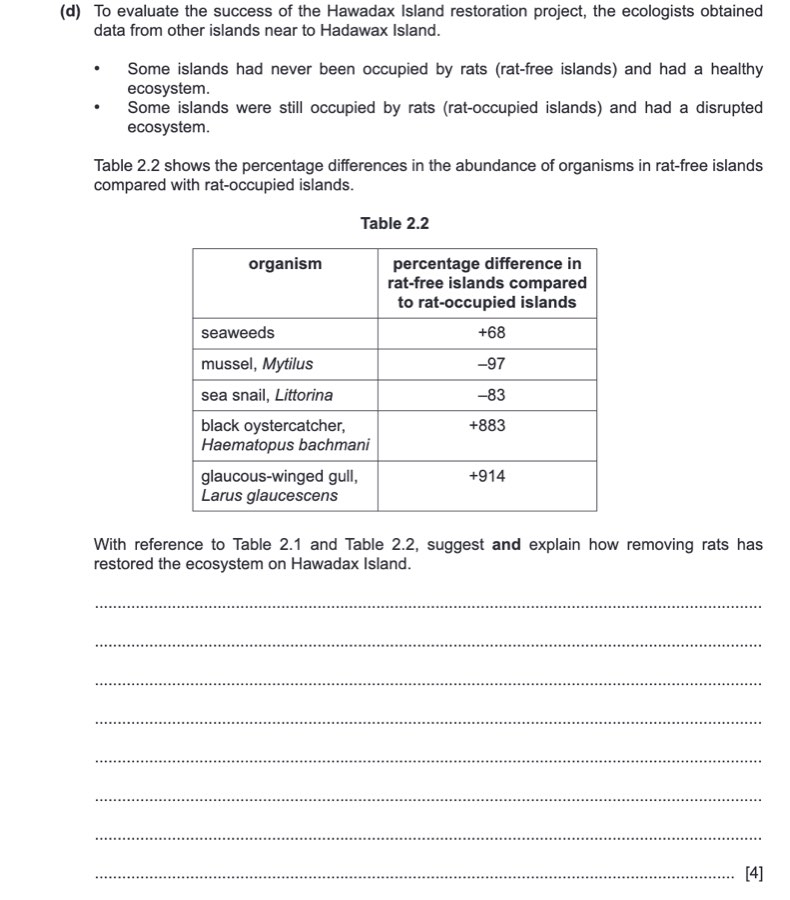 (d) To evaluate the success of the Hawadax Island restoration project, the ecologists obtained
data from other islands near to Hadawax Island.
• Some islands had never been occupied by rats (rat-free islands) and had a healthy
ecosystem.
• Some islands were still occupied by rats (rat-occupied islands) and had a disrupted
ecosystem.
Table 2.2 shows the percentage differences in the abundance of organisms in rat-free islands
compared with rat-occupied islands.
Table 2.2
organism
percentage difference in
rat-free islands compared
to rat-occupied islands
seaweeds +68
mussel, Mytilus –97
sea snail, Littorina –83
black oystercatcher, +883
Haematopus bachmani
glaucous-winged gull, +914
Larus glaucescens
With reference to Table 2.1 and Table 2.2, suggest and explain how removing rats has
restored the ecosystem on Hawadax Island.
[4]